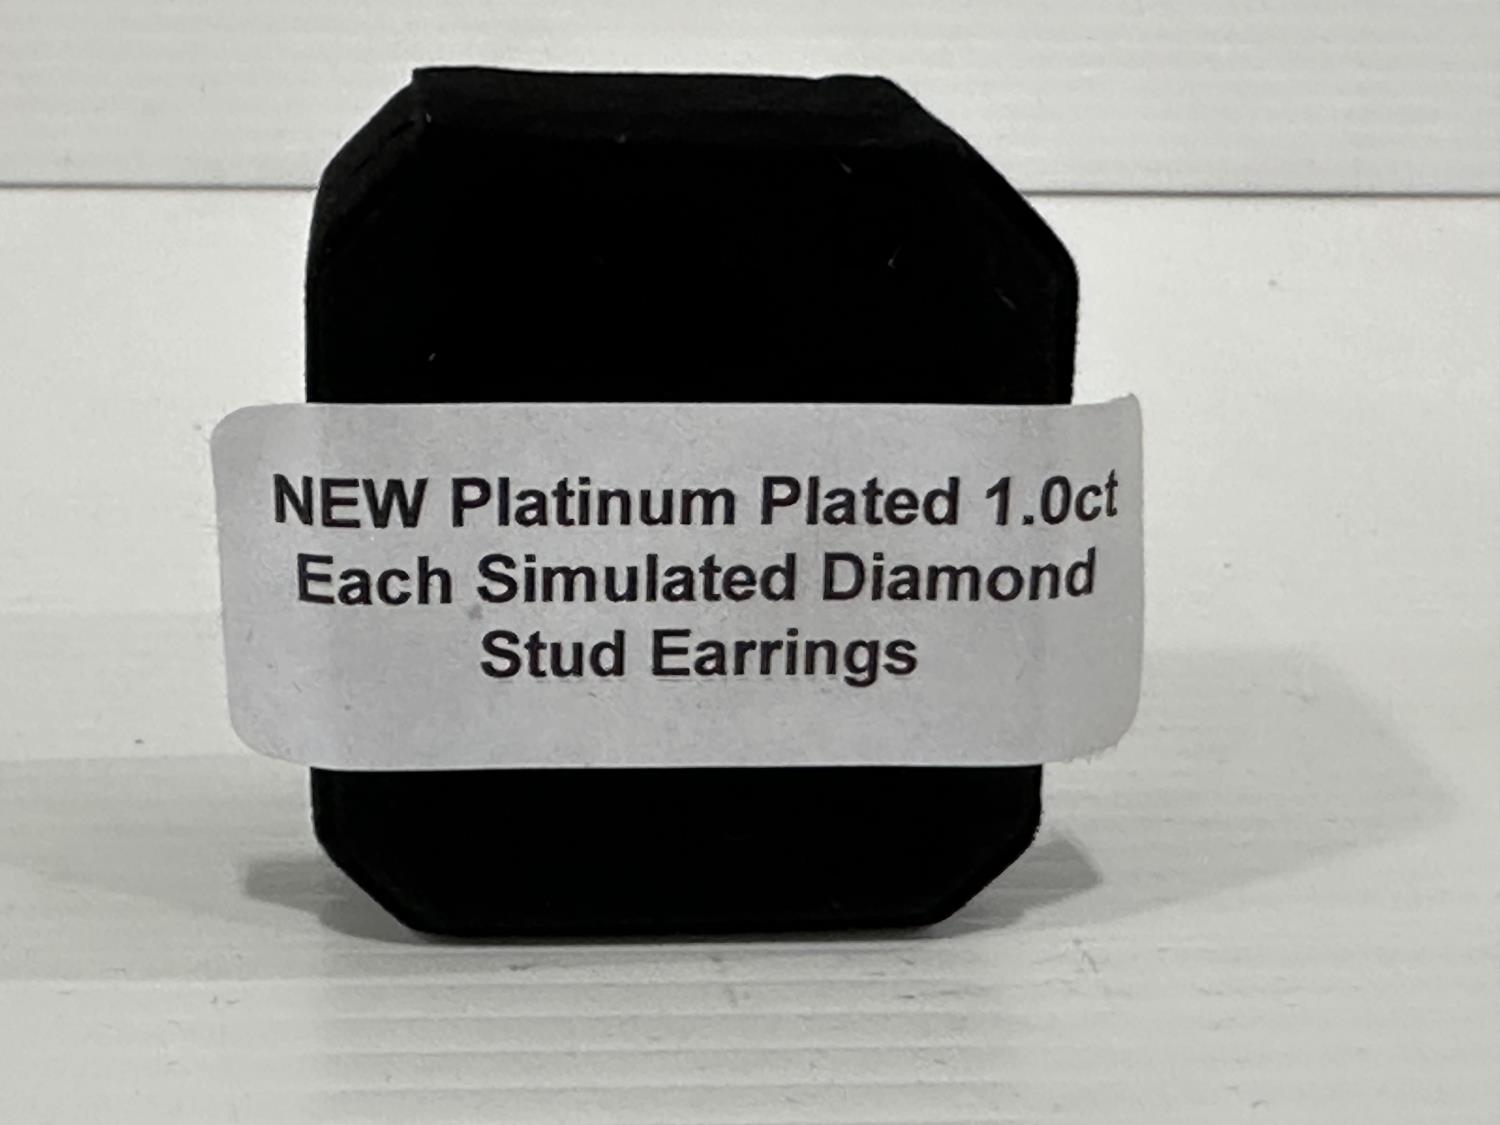 NEW Platinum Plated 1.0ct
Each Simulated Diamond
Stud Earrings